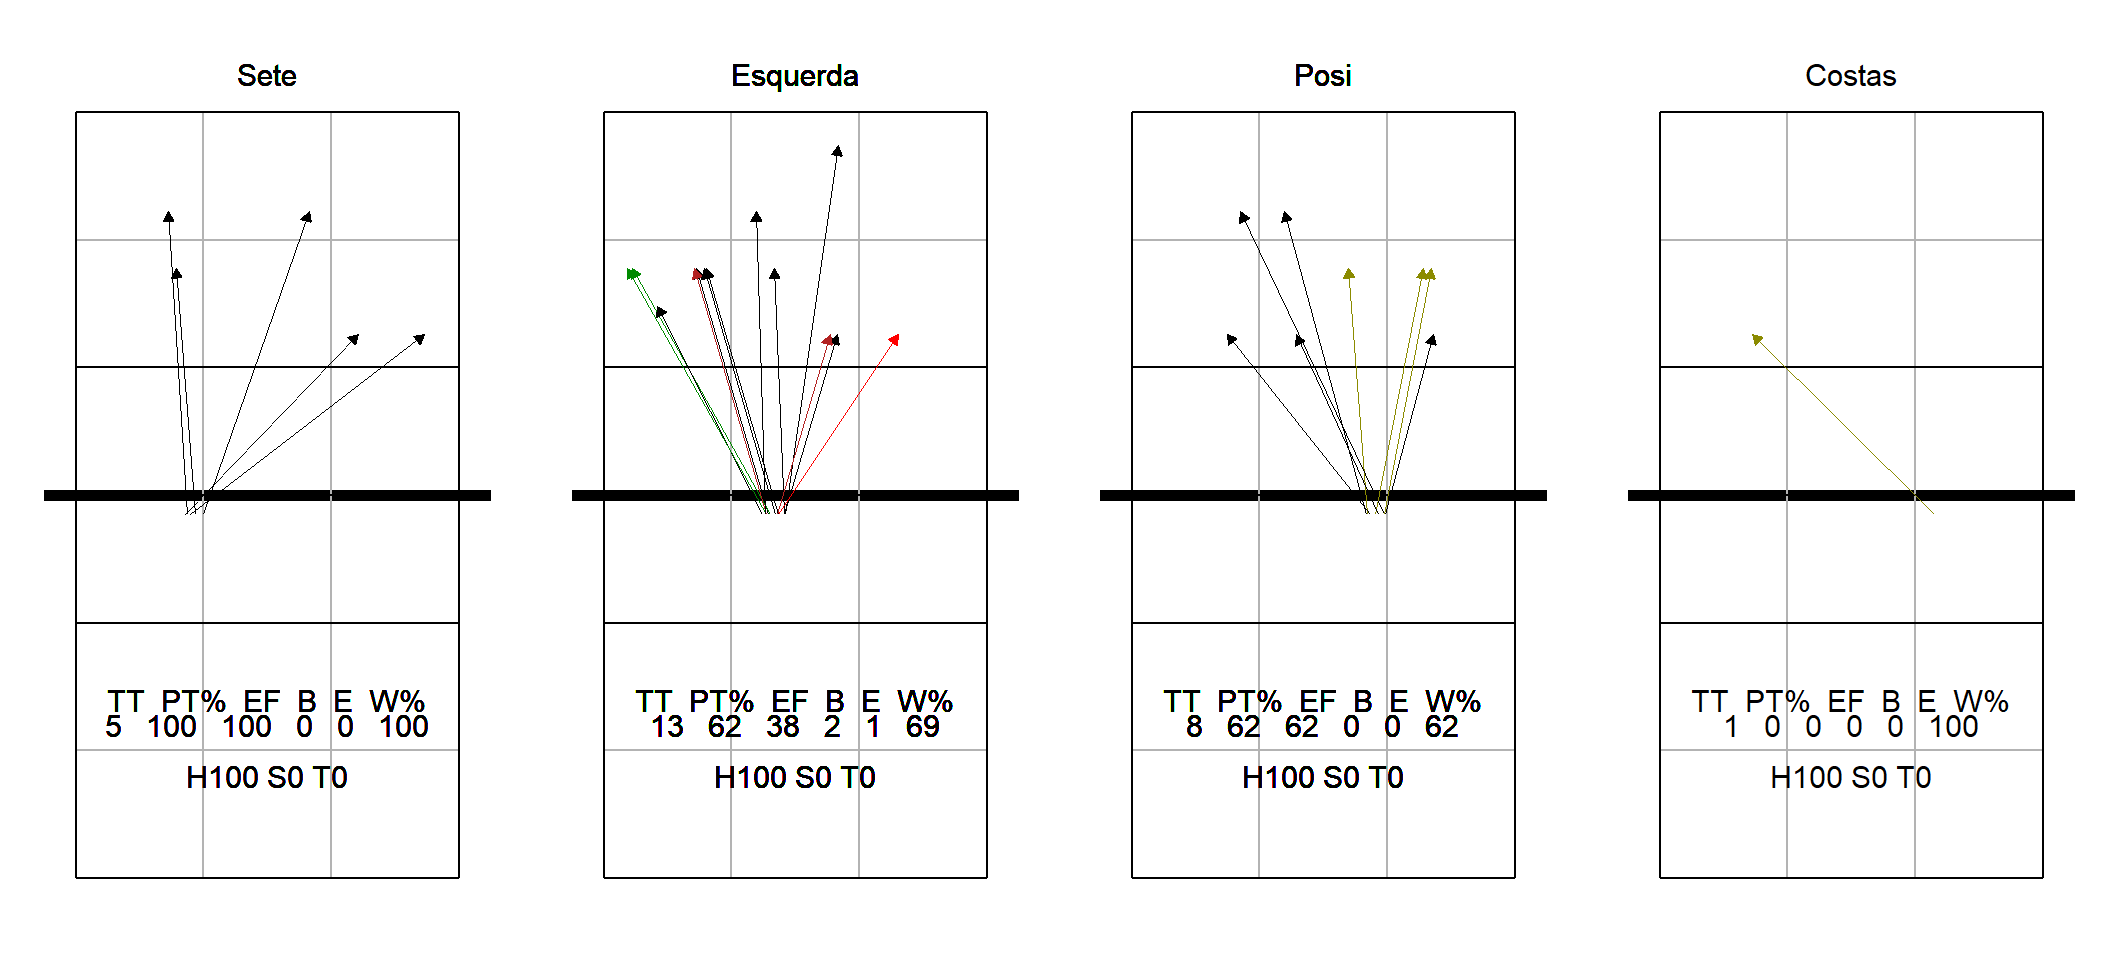 Sete
Esquerda
Posi
Costas
TT PT% EF B E W%
5 100 100 0 0 100
H100 S0 T0
TT PT% EF B E W%
13 62 38 2 1 69
H100 S0 T0
TT PT% EF B E W%
8 62 62 0 0 62
H100 S0 T0
TT PT% EF B E W%
1 0 0 0 0 100
H100 S0 T0